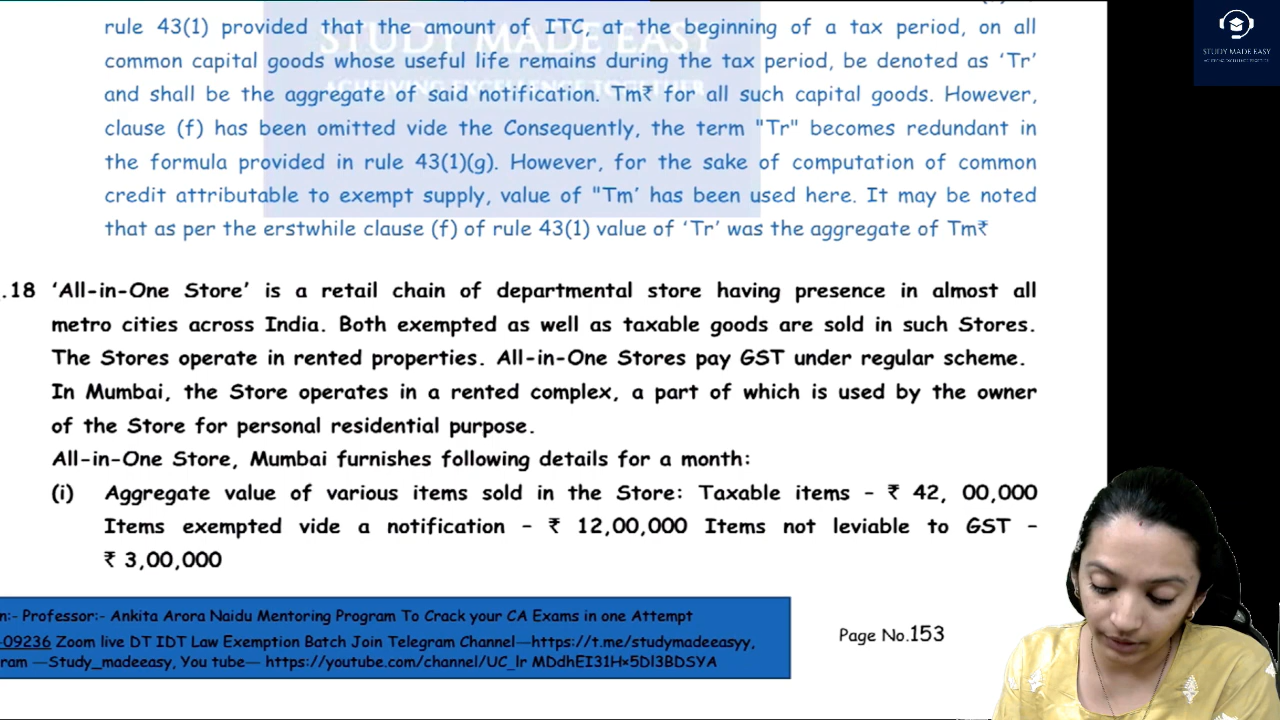 rule 43(1) provided that the amount of ITC, at the beginning of a tax period, on all
common capital goods whose useful life remains during the tax period, be denoted as ‘Tr’
and shall be the aggregate of said notification. Tm₹ for all such capital goods. However,
clause (f) has been omitted vide the Consequently, the term "Tr" becomes redundant in
the formula provided in rule 43(1)(g). However, for the sake of computation of common
credit attributable to exempt supply, value of "Tm’ has been used here. It may be noted
that as per the erstwhile clause (f) of rule 43(1) value of ‘Tr’ was the aggregate of Tm₹
STUDY MADE EASY
STUDY MADE EASY
.18 ‘All-in-One Store’ is a retail chain of departmental store having presence in almost all
metro cities across India. Both exempted as well as taxable goods are sold in such Stores.
The Stores operate in rented properties. All-in-One Stores pay GST under regular scheme.
In Mumbai, the Store operates in a rented complex, a part of which is used by the owner
of the Store for personal residential purpose.
All-in-One Store, Mumbai furnishes following details for a month:
(i) Aggregate value of various items sold in the Store: Taxable items – ₹ 42, 00,000
Items exempted vide a notification – ₹ 12,00,000 Items not leviable to GST –
₹ 3,00,000
n:- Professor:- Ankita Arora Naidu Mentoring Program To Crack your CA Exams in one Attempt
-09236 Zoom live DT IDT Law Exemption Batch Join Telegram Channel—https://t.me/studymadeeasyy,
ram —Study_madeeasy, You tube— https://youtube.com/channel/UC_lr MDdhEI31H×5Dl3BDSYA
Page No.153